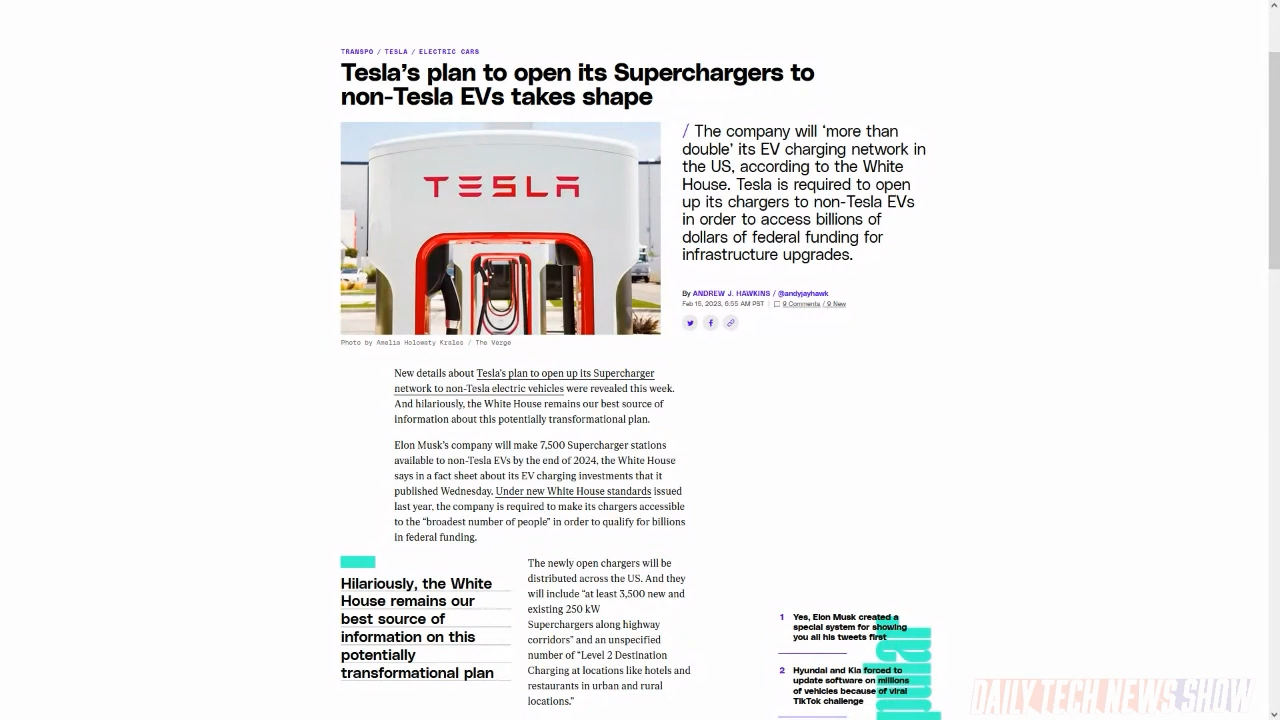 TRANSPO / TESLA / ELECTRIC CARS
Tesla's plan to open its Superchargers to
non-Tesla EVs takes shape
TESLA
/ The company will ‘more than
double’ its EV charging network in
the US, according to the White
House. Tesla is required to open
up its chargers to non-Tesla EVs
in order to access billions of
dollars of federal funding for
infrastructure upgrades.
By ANDREW J. HAWKINS / @andyjayhawk
Feb 15, 2023, 6:55 AM PST | 9 Comments / 9 New
Photo by Amelia Holowaty Krales / The Verge
New details about Tesla's plan to open up its Supercharger
network to non-Tesla electric vehicles were revealed this week.
And hilariously, the White House remains our best source of
information about this potentially transformational plan.
Elon Musk's company will make 7,500 Supercharger stations
available to non-Tesla EVs by the end of 2024, the White House
says in a fact sheet about its EV charging investments that it
published Wednesday. Under new White House standards issued
last year, the company is required to make its chargers accessible
to the “broadest number of people” in order to qualify for billions
in federal funding.
Hilariously, the White
House remains our
best source of
information on this
potentially
transformational plan
The newly open chargers will be
distributed across the US. And they
will include “at least 3,500 new and
existing 250 kW
Superchargers along highway
corridors” and an unspecified
number of “Level 2 Destination
Charging at locations like hotels and
restaurants in urban and rural
locations.”
1 Yes, Elon Musk created a
special system for showing
you all his tweets first
2 Hyundai and Kia forced to
update software on millions
of vehicles because of viral
TikTok challenge
DAILY TECH NEWS SHOW